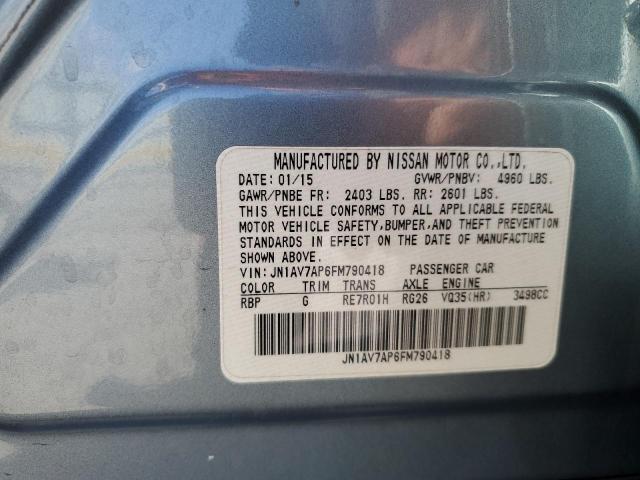 MANUFACTURED BY NISSAN MOTOR CO.,LTD.
DATE: 01/15 GVWR/PNBV: 4960 LBS.
GAWR/PNBE FR: 2403 LBS. RR: 2601 LBS.
THIS VEHICLE CONFORMS TO ALL APPLICABLE FEDERAL
MOTOR VEHICLE SAFETY,BUMPER,AND THEFT PREVENTION
STANDARDS IN EFFECT ON THE DATE OF MANUFACTURE
SHOWN ABOVE.
VIN: JN1AV7AP6FM790418 PASSENGER CAR
COLOR TRIM TRANS AXLE ENGINE
RBP G RE7R01H RG26 VQ35(HR) 3498CC
JN1AV7AP6FM790418